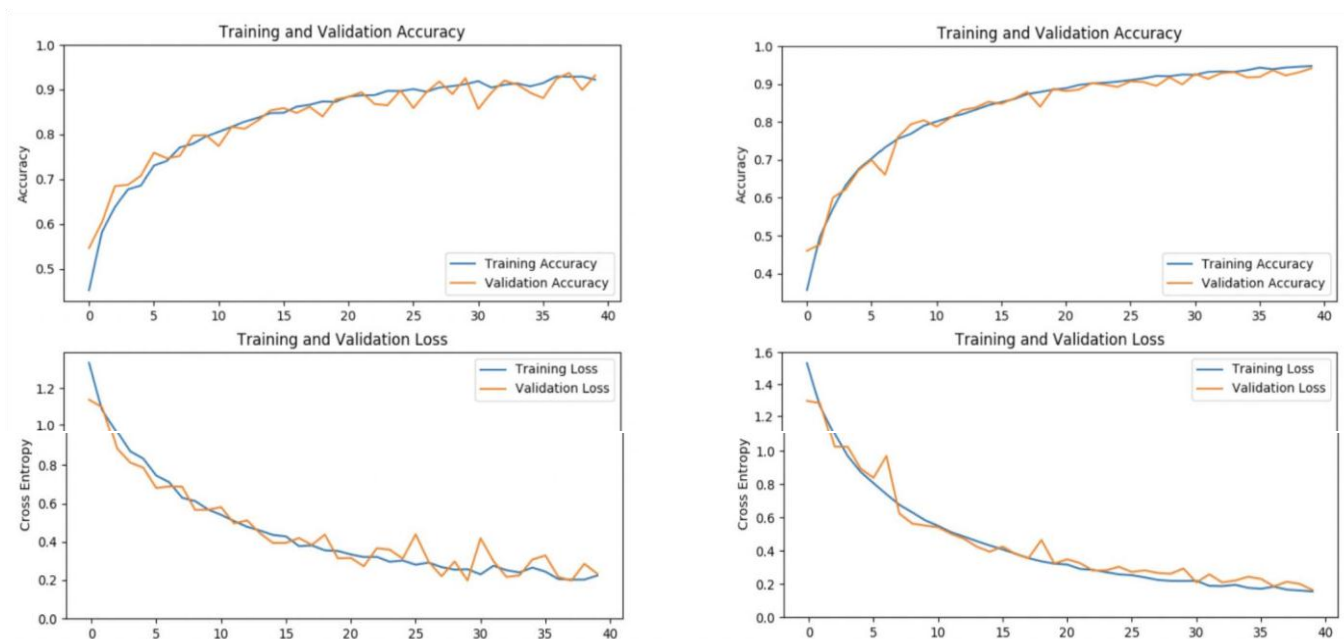 Training and Validation Accuracy
1.0
0.9
0.8
0.7
0.6
0.5
Accuracy
Training Accuracy
Validation Accuracy
0 5 10 15 20 25 30 35 40
Training and Validation Loss
1.2
1.0
0.8
0.6
0.4
0.2
0.0
Cross Entropy
Training Loss
Validation Loss
0 5 10 15 20 25 30 35 40
Training and Validation Accuracy
1.0
0.9
0.8
0.7
0.6
0.5
0.4
Accuracy
Training Accuracy
Validation Accuracy
0 5 10 15 20 25 30 35 40
Training and Validation Loss
1.6
1.4
1.2
1.0
0.8
0.6
0.4
0.2
0.0
Cross Entropy
Training Loss
Validation Loss
0 5 10 15 20 25 30 35 40